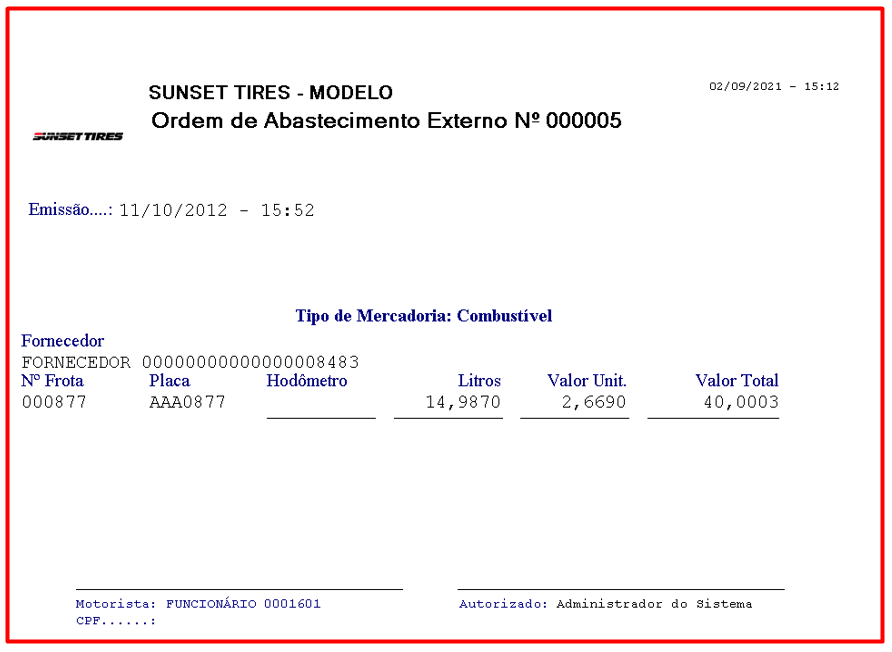 SUNSET TIRES - MODELO
02/09/2021 - 15:12
Ordem de Abastecimento Externo Nº 000005
SUNSET TIRES
Emissão....: 11/10/2012 - 15:52
Tipo de Mercadoria: Combustível
Fornecedor
FORNECEDOR 00000000000000008483
Nº Frota Placa Hodômetro Litros Valor Unit. Valor Total
000877 AAA0877 14,9870 2,6690 40,0003
Motorista: FUNCIONÁRIO 0001601 Autorizado: Administrador do Sistema
CPF......: